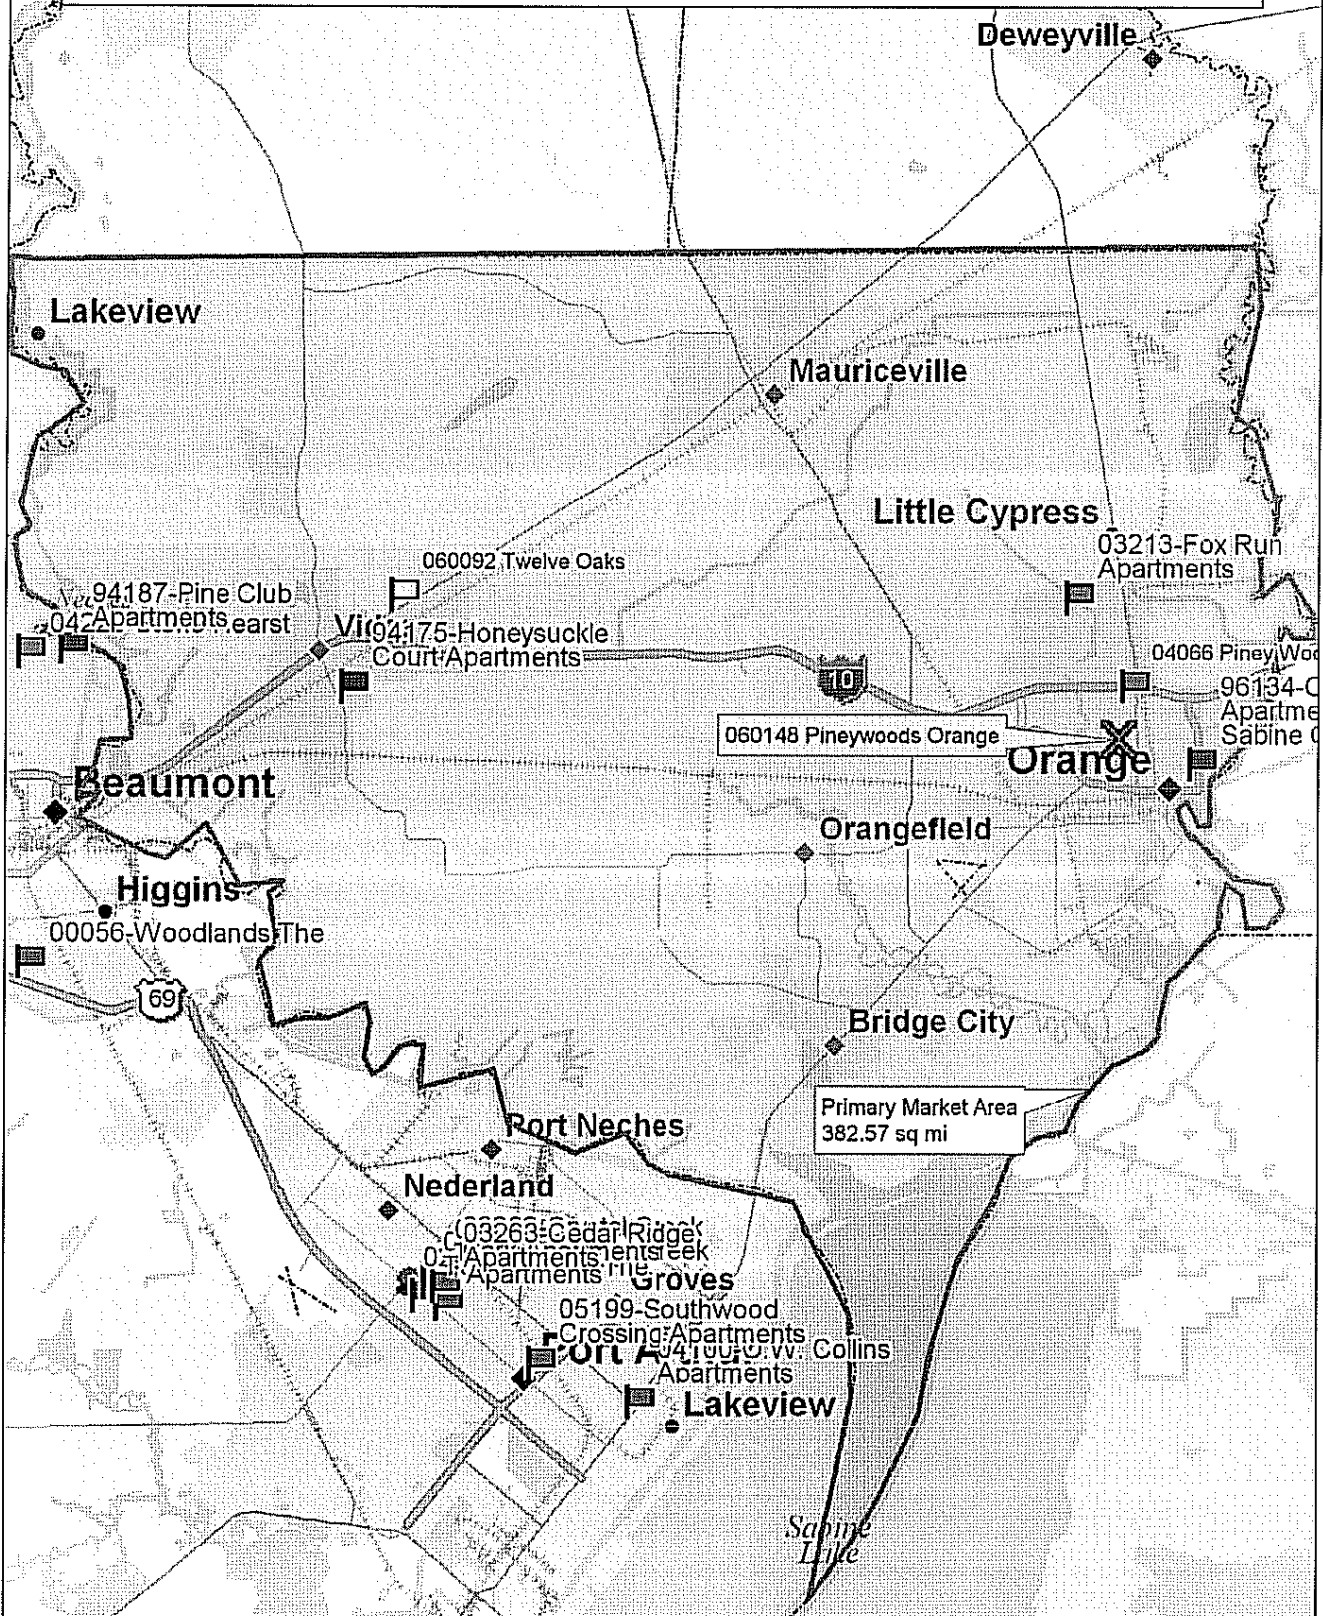 Deweyville
Lakeview
Mauriceville
Little Cypress
03213-Fox Run
Apartments
060092 Twelve Oaks
94187-Pine Club
Apartments
94175-Honeysuckle
Court Apartments
10
04066 Piney
96134-
Sabine
060148 Pineywoods Orange
Orange
Beaumont
Orangefield
Higgins
00056-Woodlands, The
69
Bridge City
Primary Market Area
382.57 sq mi
Port Neches
Nederland
03263-Cedar Ridge
Apartments
Apartments
Groves
05199-Southwood
Crossing Apartments
Collins
Apartments
Lakeview
Sabine
Lake